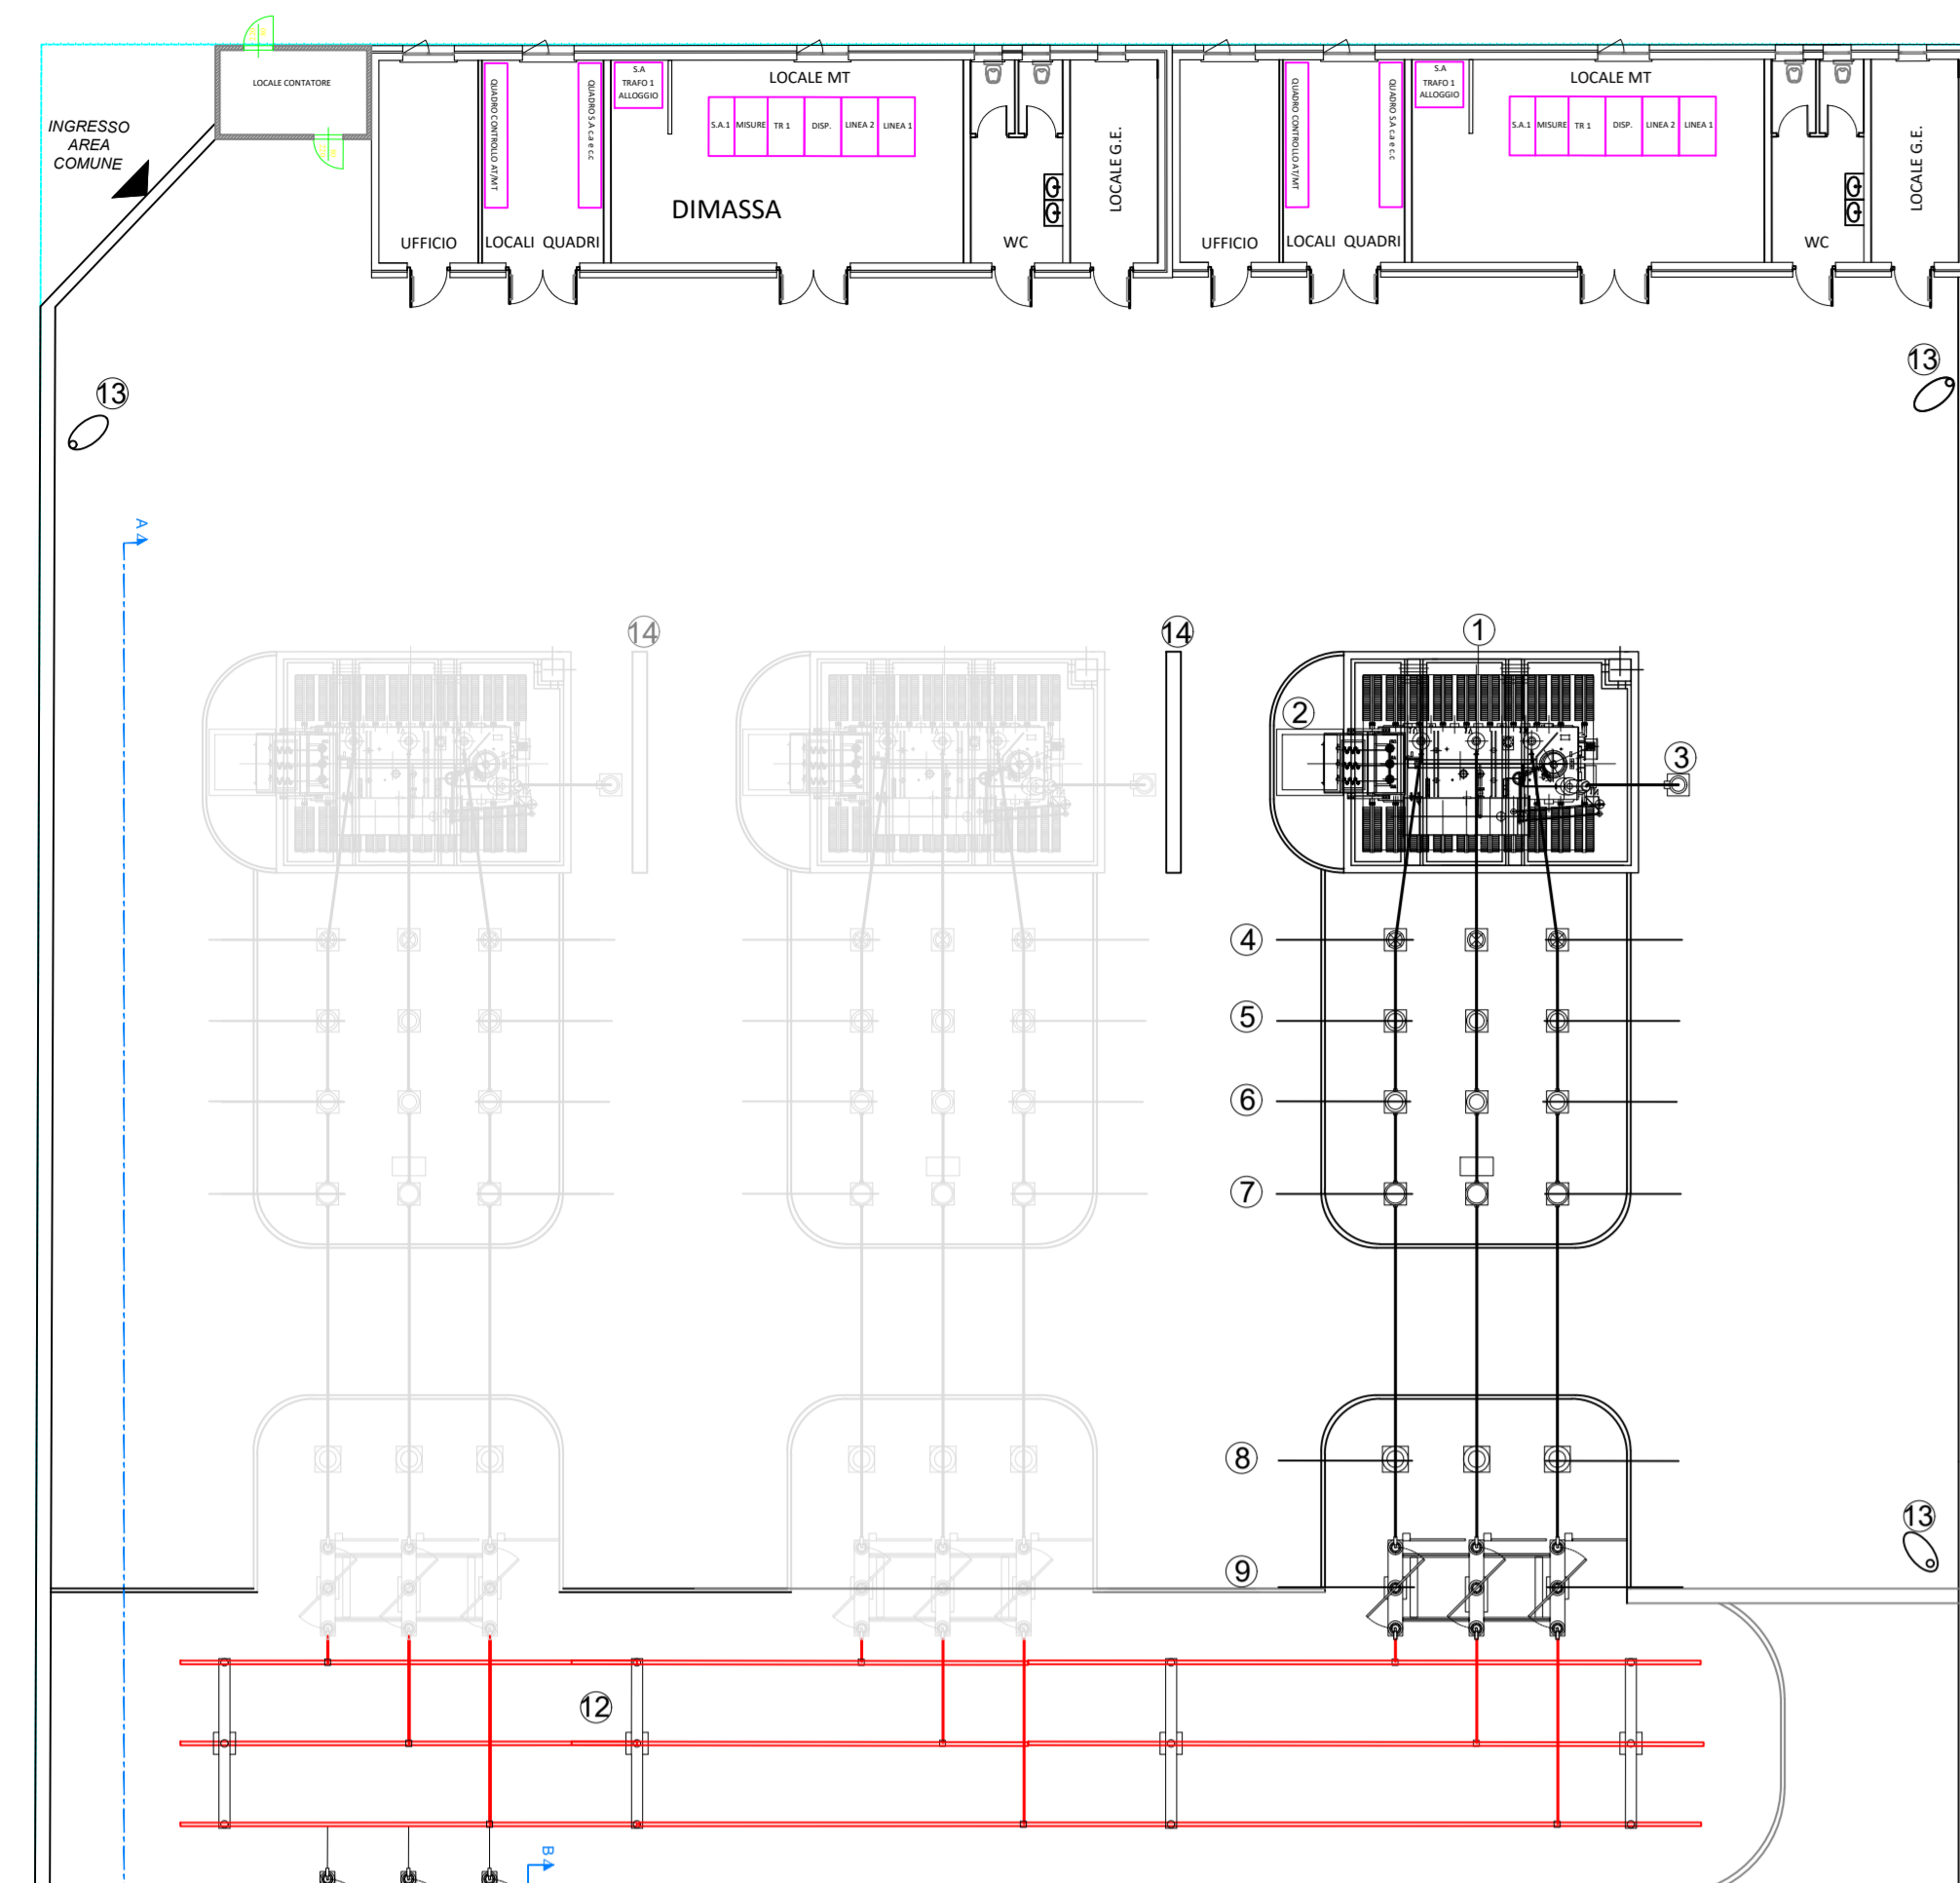 LOCALE CONTATORE
INGRESSO
AREA
COMUNE
UFFICIO
QUADRO CONTROLLO AT/MT
QUADRO S.A c.a e c.c
LOCALI QUADRI
S.A
TRAFO 1
ALLOGGIO
LOCALE MT
S.A.1 MISURE TR 1 DISP. LINEA 2 LINEA 1
DIMASSA
WC
LOCALE G.E.
UFFICIO
QUADRO CONTROLLO AT/MT
QUADRO S.A c.a e c.c
LOCALI QUADRI
S.A
TRAFO 1
ALLOGGIO
LOCALE MT
S.A.1 MISURE TR 1 DISP. LINEA 2 LINEA 1
WC
LOCALE G.E.
13
13
A
14
14
1
2
3
4
5
6
7
8
13
9
12
B